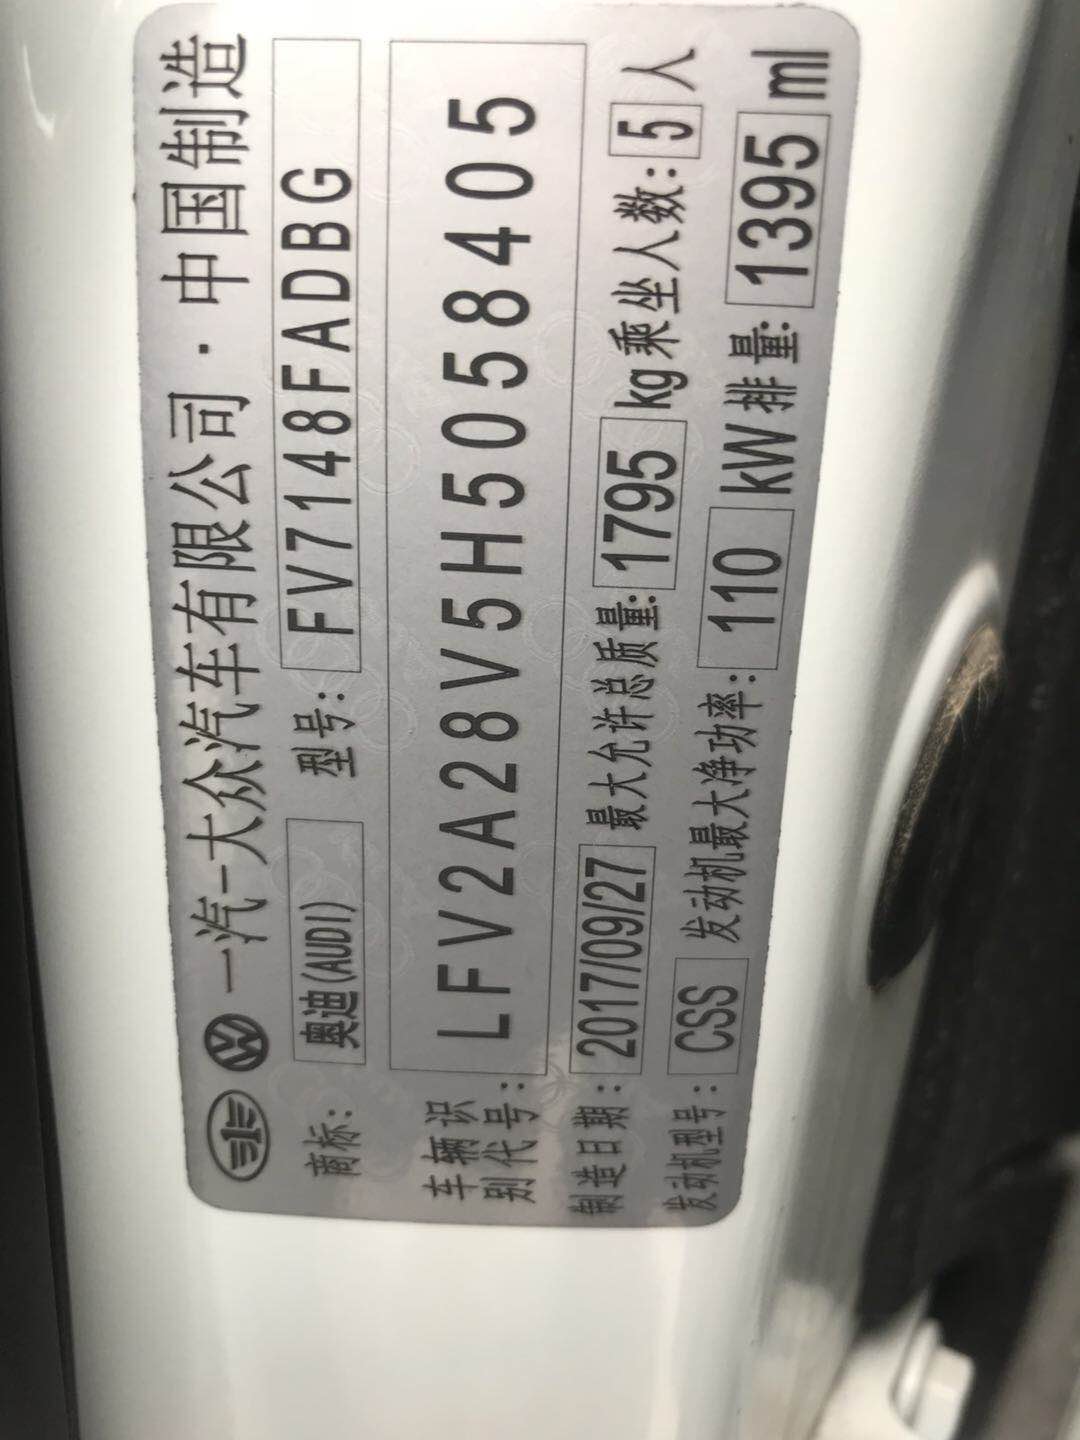 一汽-大众汽车有限公司·中国制造
商标: 奥迪(AUDI) 型号: FV7148FADBG
车辆识别代号: LFV2A28V5H5058405
制造日期: 2017/09/27 最大允许总质量: 1795 kg 乘坐人数: 5 人
发动机型号: CSS 发动机最大净功率: 110 kW 排量: 1395 ml